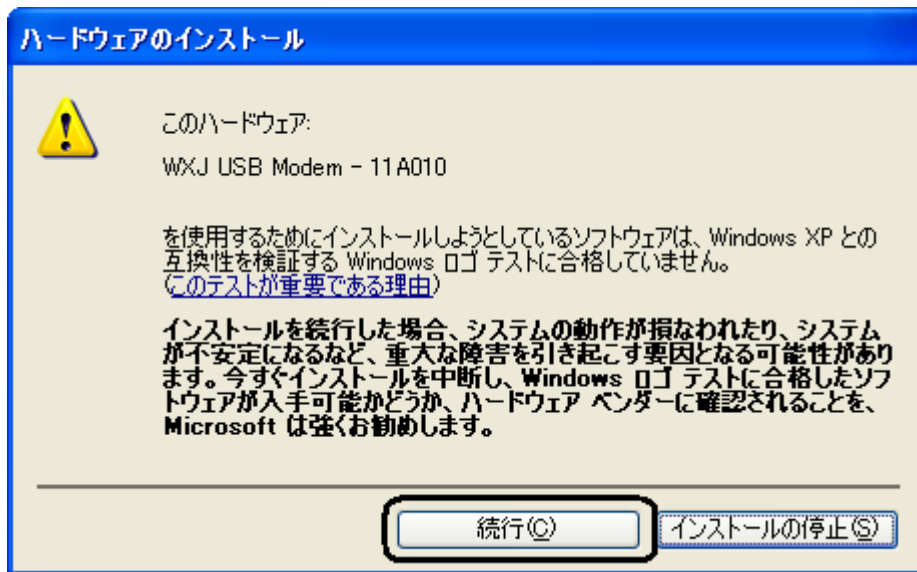 ハードウェアのインストール
このハードウェア:
WXJ USB Modem - 11A010
を使用するためにインストールしようとしているソフトウェアは、Windows XP との
互換性を検証する Windows ロゴ テストに合格していません。
(このテストが重要である理由)
インストールを続行した場合、システムの動作が損なわれたり、システム
が不安定になるなど、重大な障害を引き起こす要因となる可能性があり
ます。今すぐインストールを中断し、Windows ロゴ テストに合格したソフ
トウェアが入手可能かどうか、ハードウェア ベンダーに確認されることを、
Microsoft は強くお勧めします。
続行(C)
インストールの停止(S)